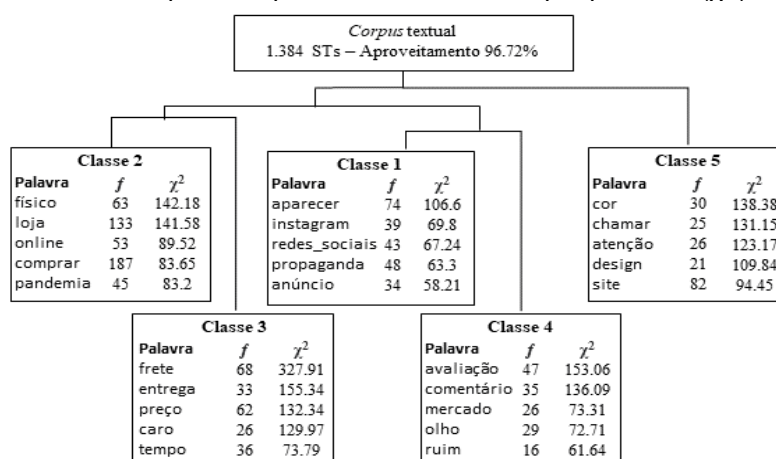 Corpus textual
1.384 STs – Aproveitamento 96.72%
Classe 2
Palavra f χ²
físico 63 142.18
loja 133 141.58
online 53 89.52
comprar 187 83.65
pandemia 45 83.2
Classe 1
Palavra f χ²
aparecer 74 106.6
instagram 39 69.8
redes_sociais 43 67.24
propaganda 48 63.3
anúncio 34 58.21
Classe 5
Palavra f χ²
cor 30 138.38
chamar 25 131.15
atenção 26 123.17
design 21 109.84
site 82 94.45
Classe 3
Palavra f χ²
frete 68 327.91
entrega 33 155.34
preço 62 132.34
caro 26 129.97
tempo 36 73.79
Classe 4
Palavra f χ²
avaliação 47 153.06
comentário 35 136.09
mercado 26 73.31
olho 29 72.71
ruim 16 61.64